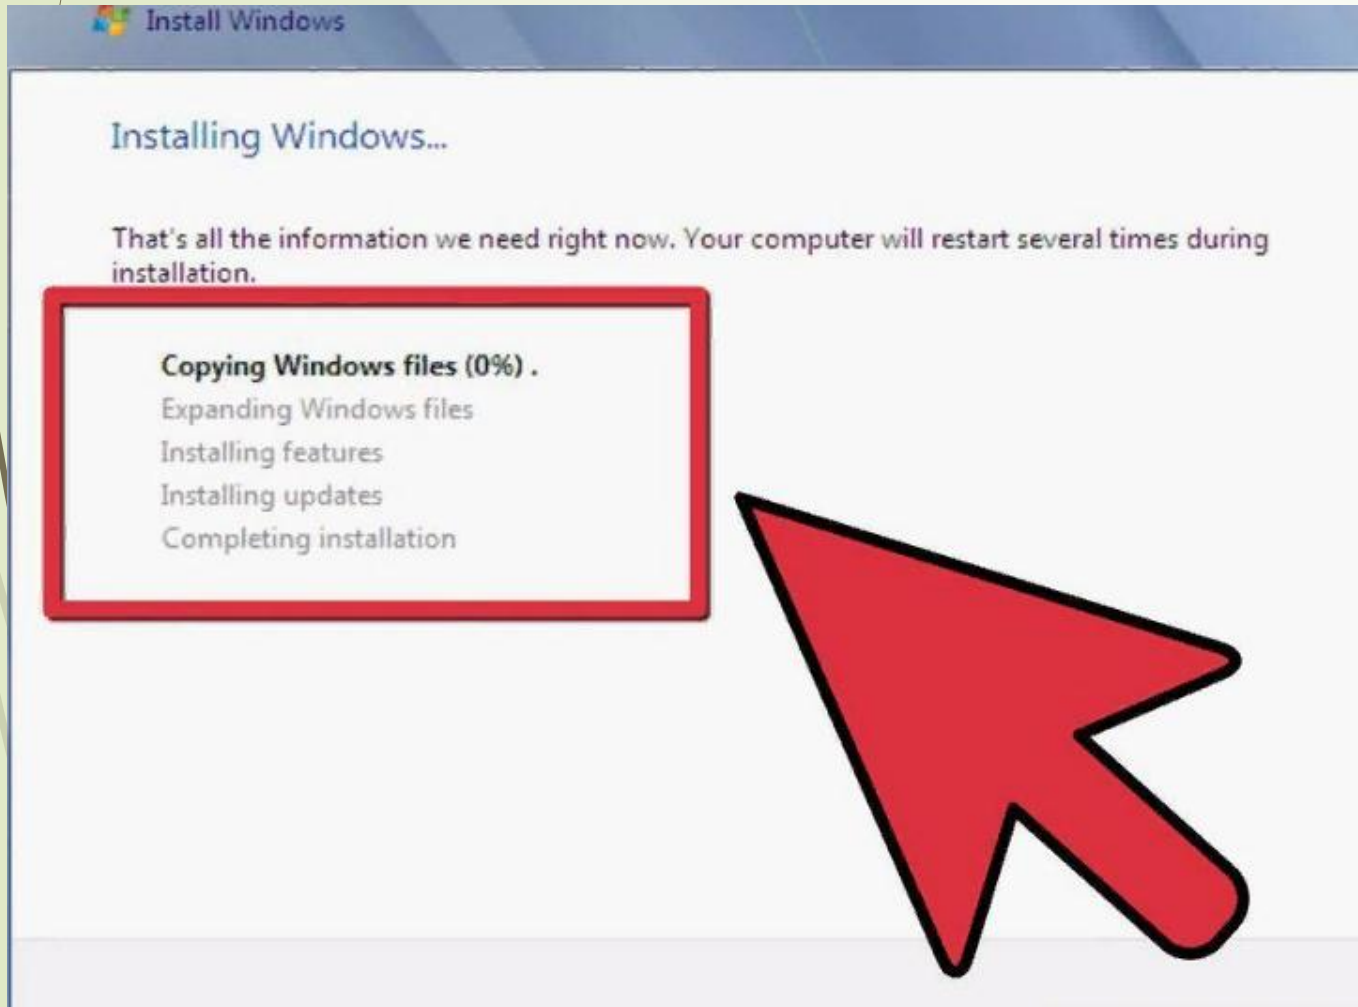 Install Windows
Installing Windows...
That's all the information we need right now. Your computer will restart several times during
installation.
Copying Windows files (0%) .
Expanding Windows files
Installing features
Installing updates
Completing installation